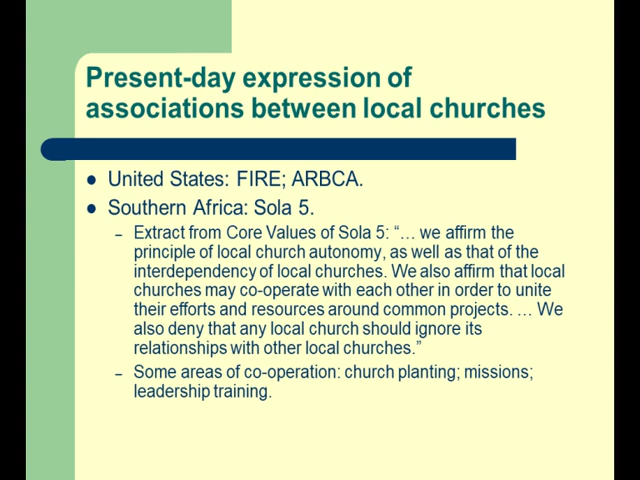 Present-day expression of
associations between local churches
● United States: FIRE; ARBCA.
● Southern Africa: Sola 5.
– Extract from Core Values of Sola 5: “… we affirm the
principle of local church autonomy, as well as that of the
interdependency of local churches. We also affirm that local
churches may co-operate with each other in order to unite
their efforts and resources around common projects. … We
also deny that any local church should ignore its
relationships with other local churches.”
– Some areas of co-operation: church planting; missions;
leadership training.